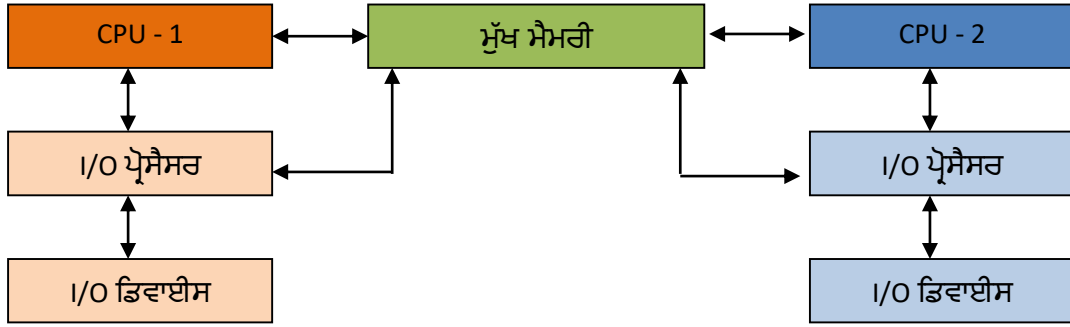 CPU - 1
ਮੁੱਖ ਮੈਮਰੀ
CPU - 2
I/O ਪ੍ਰੋਸੈਸਰ
I/O ਪ੍ਰੋਸੈਸਰ
I/O ਡਿਵਾਈਸ
I/O ਡਿਵਾਈਸ